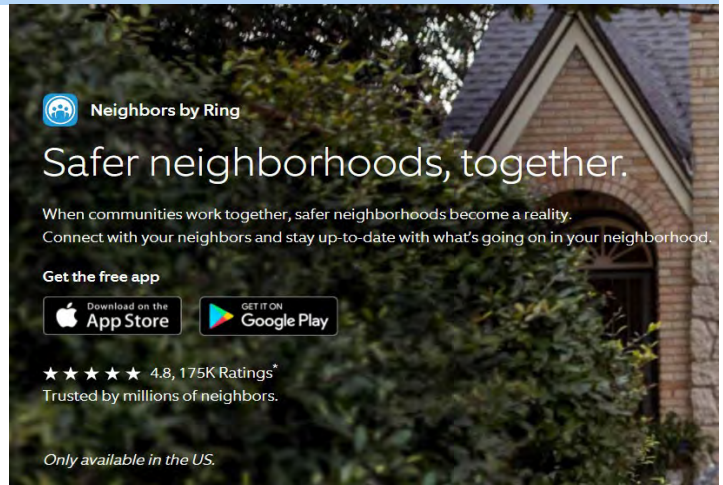 Neighbors by Ring
Safer neighborhoods, together.
When communities work together, safer neighborhoods become a reality.
Connect with your neighbors and stay up-to-date with what's going on in your neighborhood.
Get the free app
Download on the
App Store
GET IT ON
Google Play
★★★★★ 4.8, 175K Ratings*
Trusted by millions of neighbors.
Only available in the US.